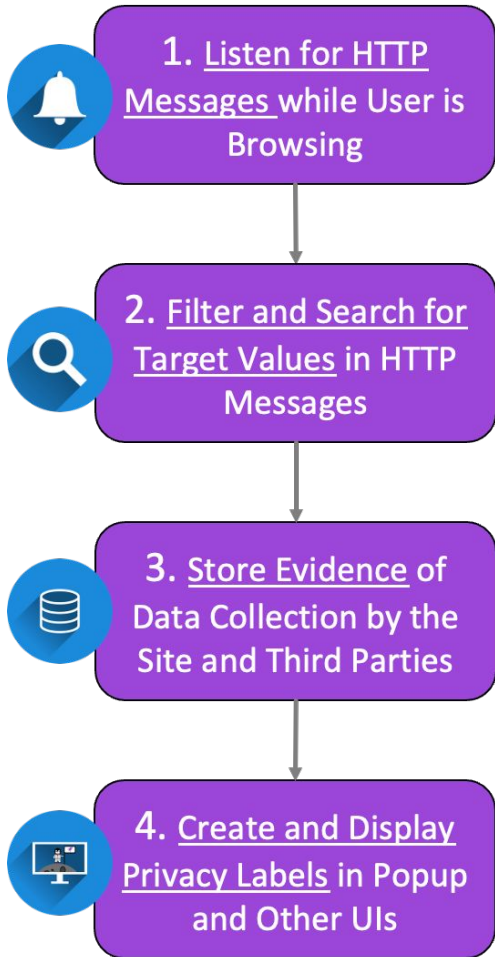 1. Listen for HTTP
Messages while User is
Browsing
2. Filter and Search for
Target Values in HTTP
Messages
3. Store Evidence of
Data Collection by the
Site and Third Parties
4. Create and Display
Privacy Labels in Popup
and Other UIs